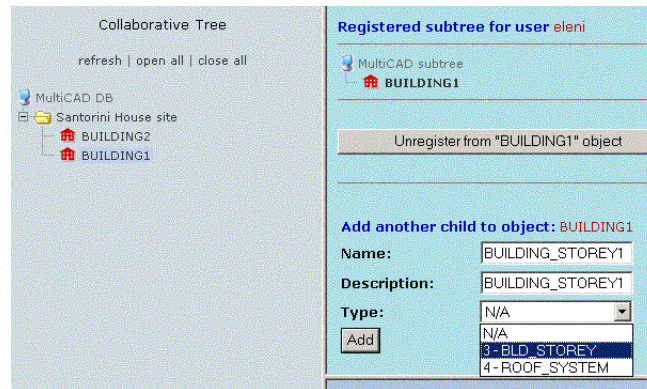 Collaborative Tree
refresh | open all | close all
MultiCAD DB
Santorini House site
BUILDING2
BUILDING1
Registered subtree for user eleni
MultiCAD subtree
BUILDING1
Unregister from "BUILDING1" object
Add another child to object: BUILDING1
Name: BUILDING_STOREY1
Description: BUILDING_STOREY1
Type: N/A
N/A
Add
3-BLD_STOREY
4-ROOF_SYSTEM